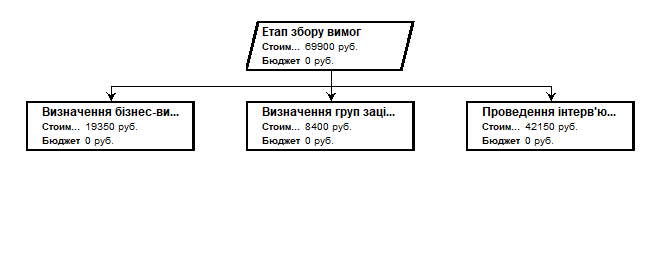 Етап збору вимог
Стоим... 69900 руб.
Бюджет 0 руб.
Визначення бізнес-ви...
Стоим... 19350 руб.
Бюджет 0 руб.
Визначення груп заці...
Стоим... 8400 руб.
Бюджет 0 руб.
Проведення інтерв'ю...
Стоим... 42150 руб.
Бюджет 0 руб.